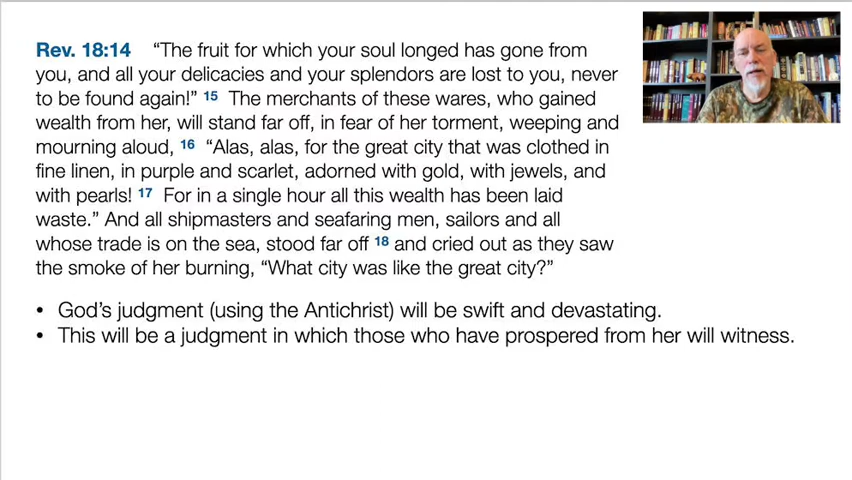 Rev. 18:14 “The fruit for which your soul longed has gone from
you, and all your delicacies and your splendors are lost to you, never
to be found again!” 15 The merchants of these wares, who gained
wealth from her, will stand far off, in fear of her torment, weeping and
mourning aloud, 16 “Alas, alas, for the great city that was clothed in
fine linen, in purple and scarlet, adorned with gold, with jewels, and
with pearls! 17 For in a single hour all this wealth has been laid
waste.” And all shipmasters and seafaring men, sailors and all
whose trade is on the sea, stood far off 18 and cried out as they saw
the smoke of her burning, “What city was like the great city?”
• God’s judgment (using the Antichrist) will be swift and devastating.
• This will be a judgment in which those who have prospered from her will witness.